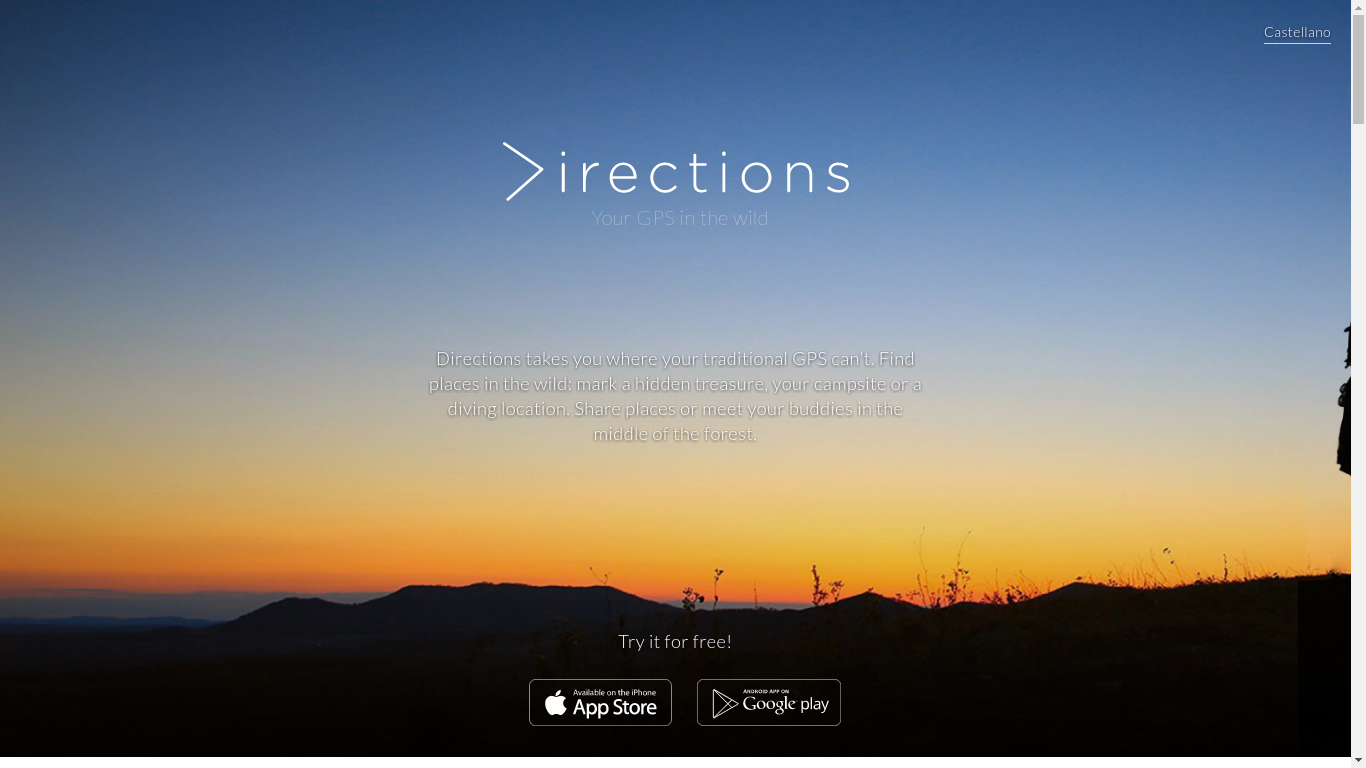 Castellano
Directions
Your GPS in the wild
Directions takes you where your traditional GPS can't. Find
places in the wild: mark a hidden treasure, your campsite or a
diving location. Share places or meet your buddies in the
middle of the forest.
Try it for free!
Available on the iPhone
App Store
ANDROID APP ON
Google play